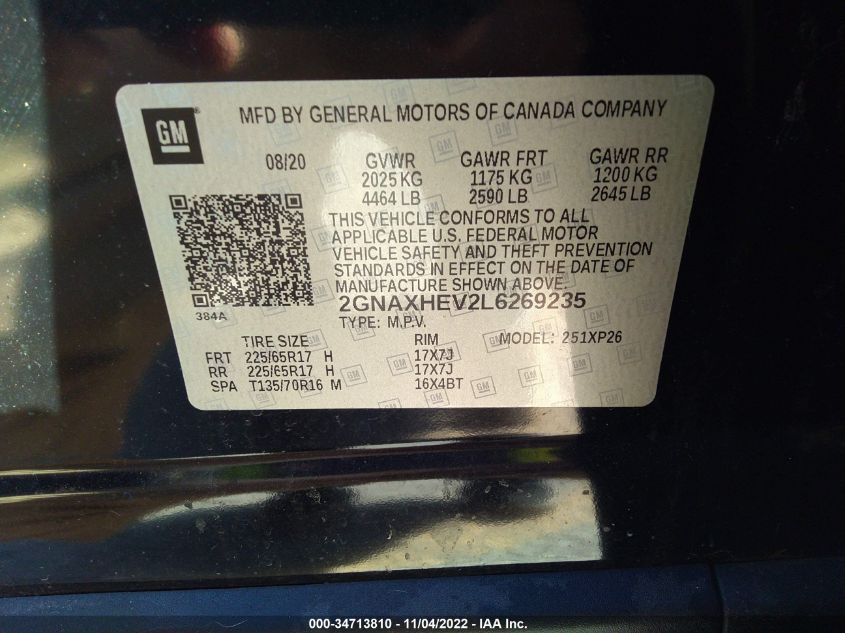 GM
MFD BY GENERAL MOTORS OF CANADA COMPANY
08/20 GVWR GAWR FRT GAWR RR
2025 KG 1175 KG 1200 KG
4464 LB 2590 LB 2645 LB
THIS VEHICLE CONFORMS TO ALL
APPLICABLE U.S. FEDERAL MOTOR
VEHICLE SAFETY AND THEFT PREVENTION
STANDARDS IN EFFECT ON THE DATE OF
MANUFACTURE SHOWN ABOVE.
384A 2GNAXHEV2L6269235
TYPE: M.P.V. MODEL: 251XP26
TIRE SIZE RIM
FRT 225/65R17 H 17X7J
RR 225/65R17 H 17X7J
SPA T135/70R16 M 16X4BT
000-34713810 - 11/04/2022 - IAA Inc.